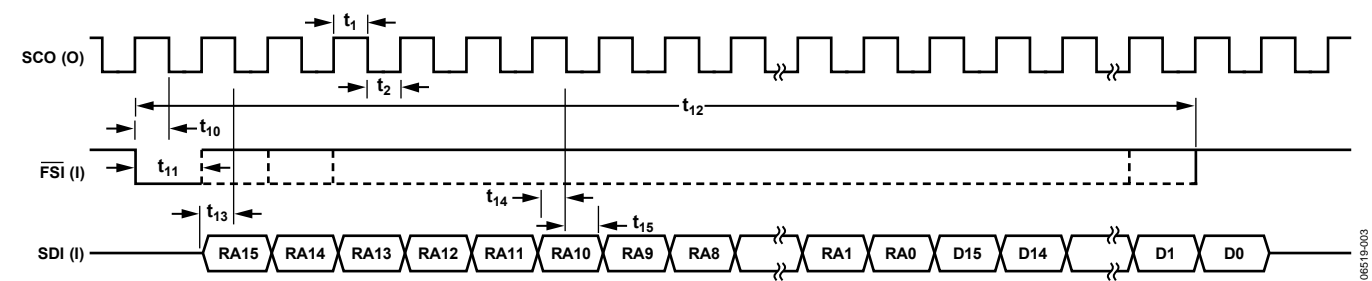 t1
SCO (O)
t2
t12
t10
FSI (I)
t11
t14
t13
t15
SDI (I)
RA15 RA14 RA13 RA12 RA11 RA10 RA9 RA8 RA1 RA0 D15 D14 D1 D0
06519-003